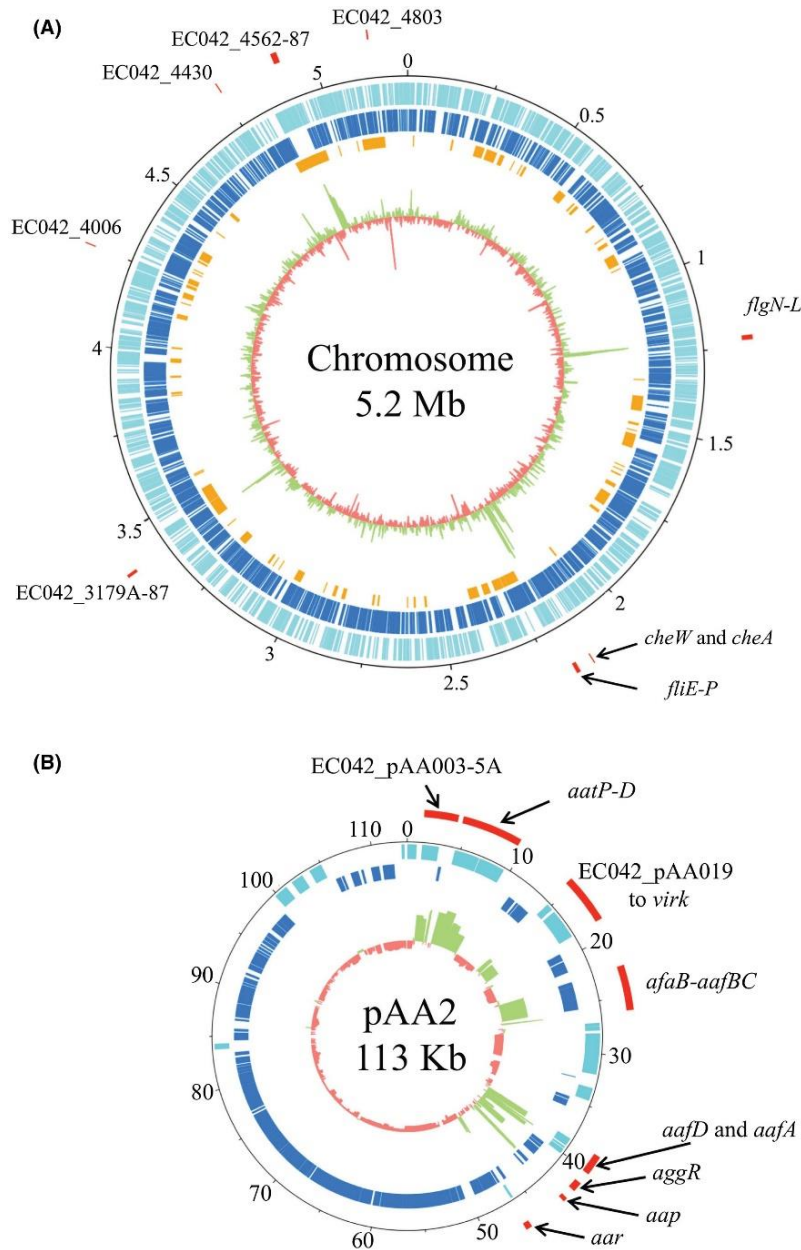 (A)
EC042_4803
EC042_4562-87
EC042_4430
0
5
0.5
4.5
EC042_4006
1
flgN-L
Chromosome
5.2 Mb
4
1.5
3.5
EC042_3179A-87
2
cheW and cheA
3
2.5
fliE-P
(B)
EC042_pAA003-5A
aatP-D
0
110
10
EC042_pAA019
to virk
100
20
afaB-aafBC
90
pAA2
113 Kb
30
80
aafD and aafA
40
aggR
70
aap
50
aar
60